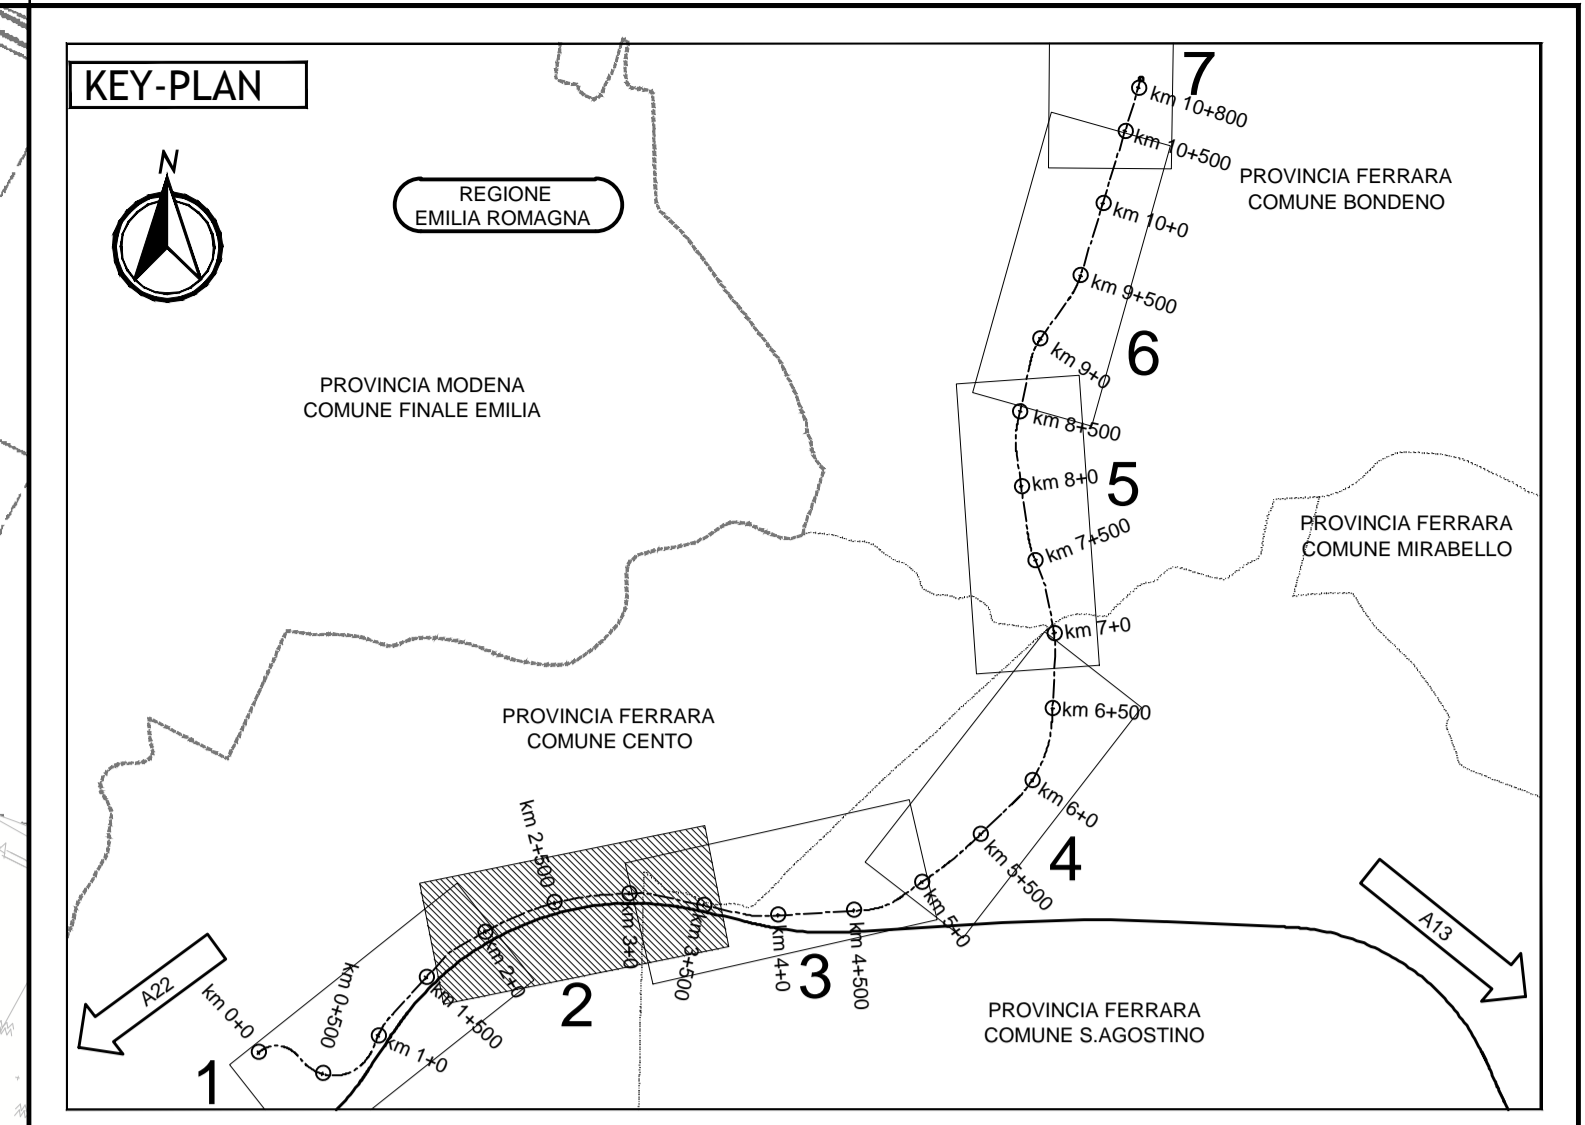 KEY-PLAN
N
REGIONE
EMILIA ROMAGNA
7
km 10+800
km 10+500
PROVINCIA FERRARA
COMUNE BONDENO
km 10+0
km 9+500
6
km 9+0
PROVINCIA MODENA
COMUNE FINALE EMILIA
km 8+500
5
km 8+0
km 7+500
PROVINCIA FERRARA
COMUNE MIRABELLO
km 7+0
km 6+500
PROVINCIA FERRARA
COMUNE CENTO
km 6+0
4
km 5+500
km 5+0
km 2+500
km 3+0
km 3+500
km 4+0
3
km 4+500
km 2+0
2
km 1+500
km 1+0
km 0+500
km 0+0
1
A22
A13
PROVINCIA FERRARA
COMUNE S.AGOSTINO